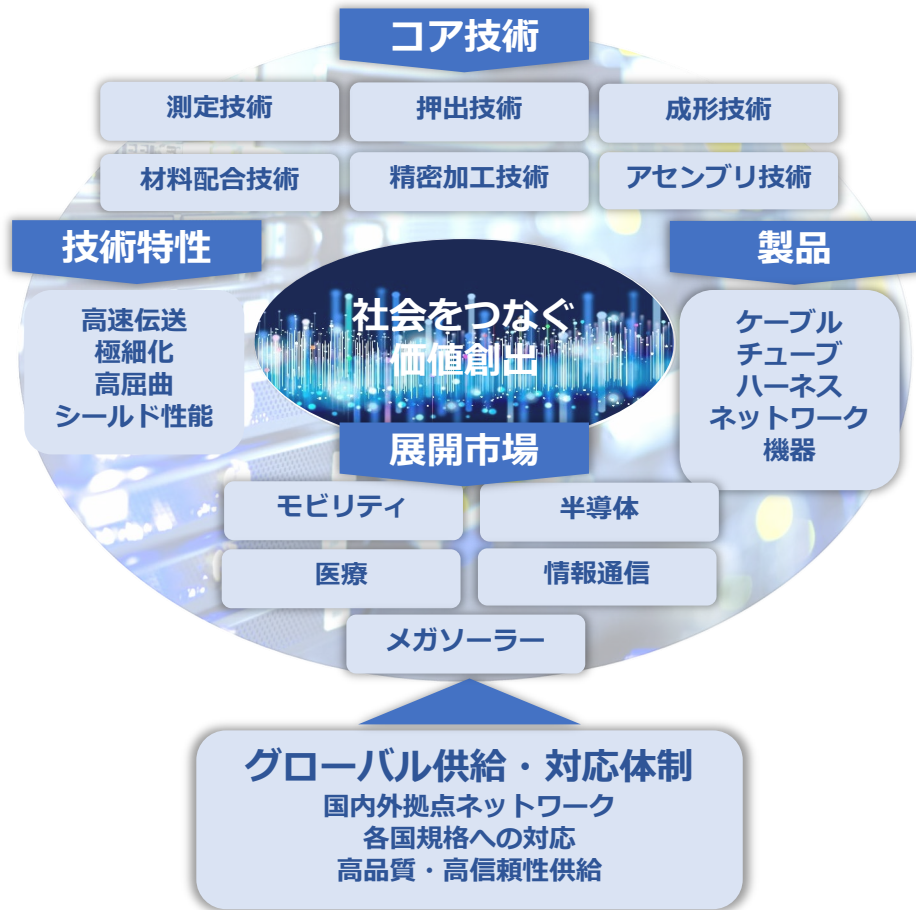 コア技術
測定技術
押出技術
成形技術
材料配合技術
精密加工技術
アセンブリ技術
技術特性
高速伝送
極細化
高屈曲
シールド性能
社会をつなぐ
価値創出
製品
ケーブル
チューブ
ハーネス
ネットワーク
機器
展開市場
モビリティ
半導体
医療
情報通信
メガソーラー
グローバル供給・対応体制
国内外拠点ネットワーク
各国規格への対応
高品質・高信頼性供給